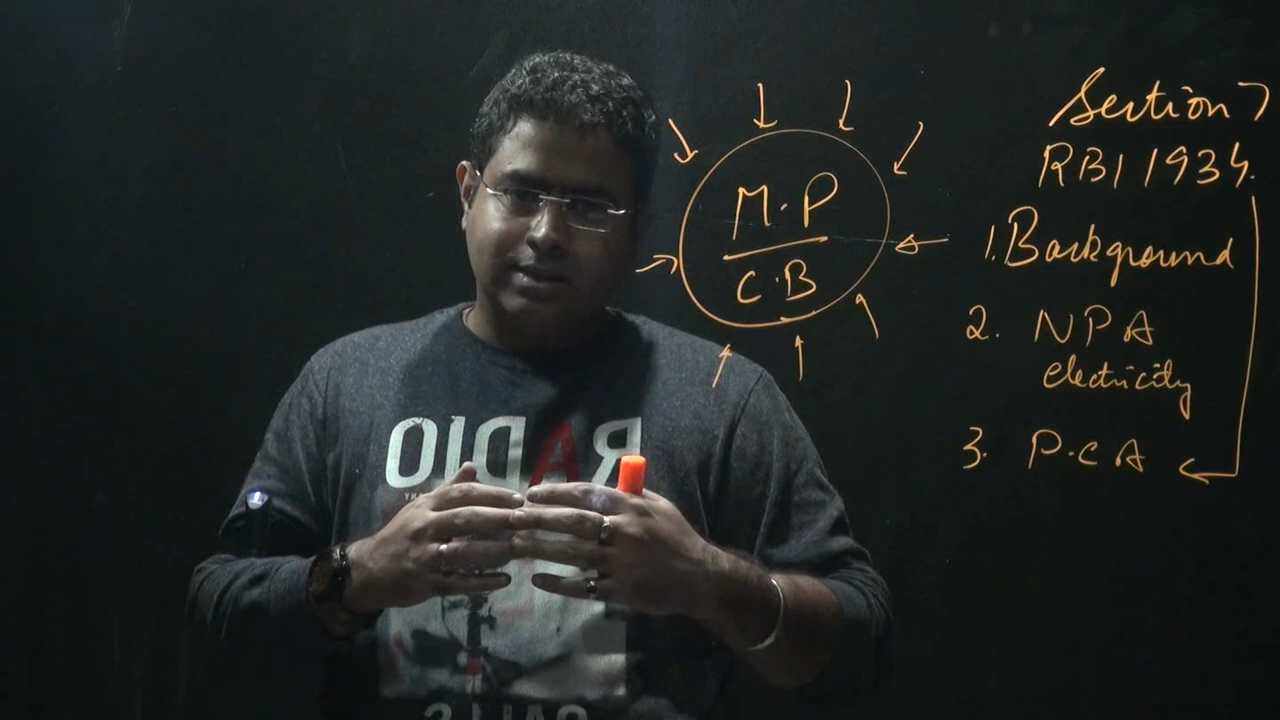 M.P
C.B
Section 7
RBI 1934.
1. Background
2. NPA
electricity
3. P.C A
RADIO